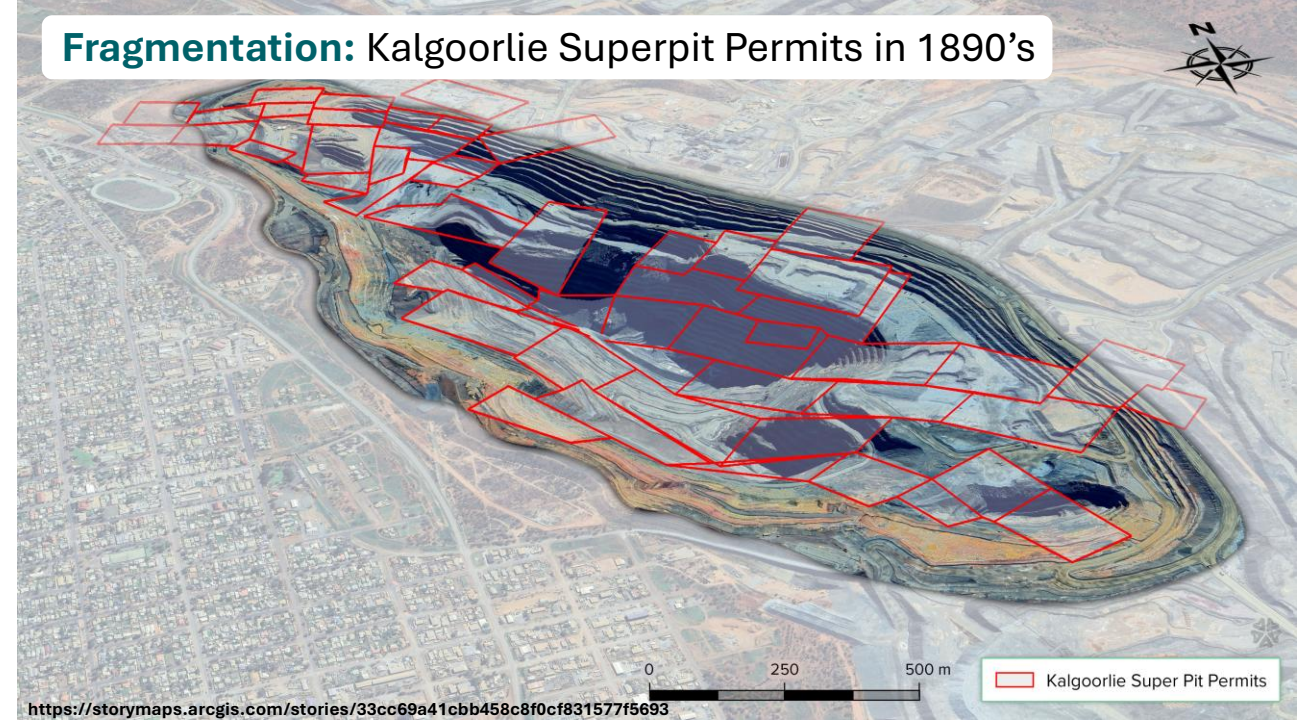 Fragmentation: Kalgoorlie Superpit Permits in 1890’s
N
0 250 500 m
Kalgoorlie Super Pit Permits
https://storymaps.arcgis.com/stories/33cc69a41cbb458c8f0cf831577f5693